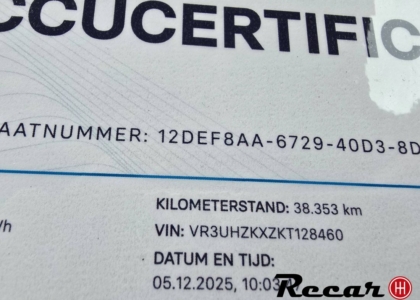 CCUCERTIFIC
AATNUMMER: 12DEF8AA-6729-40D3-8D
KILOMETERSTAND: 38.353 km
/h
VIN: VR3UHZKXZKT128460
DATUM EN TIJD:
05.12.2025, 10:03
Recar